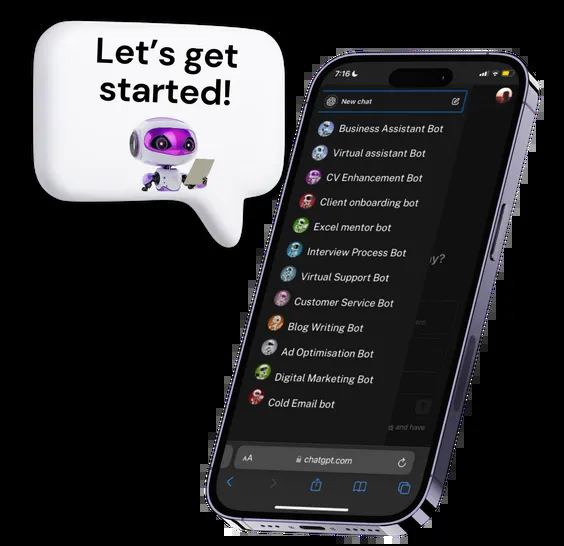 Let's get
started!
7:16
New chat
Business Assistant Bot
Virtual assistant Bot
CV Enhancement Bot
Client onboarding bot
Excel mentor bot
Interview Process Bot
Virtual Support Bot
Customer Service Bot
Blog Writing Bot
Ad Optimisation Bot
Digital Marketing Bot
Cold Email bot
y?
and have
AA
chatgpt.com